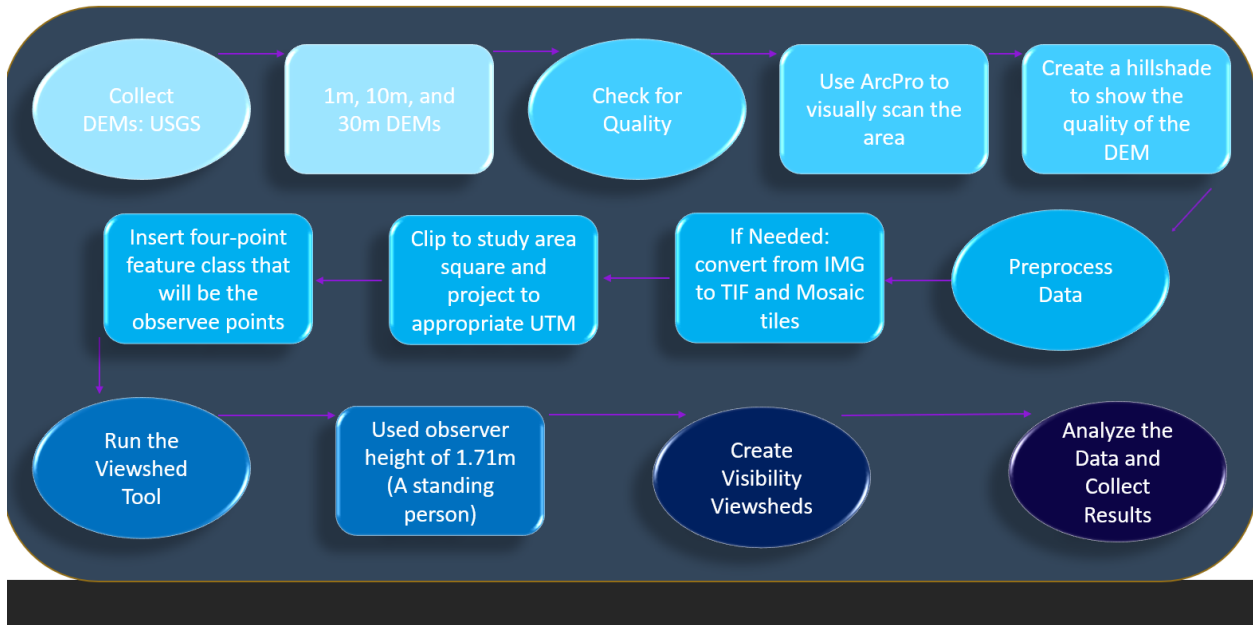 Collect
DEMs: USGS
1m, 10m, and
30m DEMs
Check for
Quality
Use ArcPro to
visually scan the
area
Create a hillshade
to show the
quality of the
DEM
Preprocess
Data
If Needed:
convert from IMG
to TIF and Mosaic
tiles
Clip to study area
square and
project to
appropriate UTM
Insert four-point
feature class that
will be the
observee points
Run the
Viewshed
Tool
Used observer
height of 1.71m
(A standing
person)
Create
Visibility
Viewsheds
Analyze the
Data and
Collect
Results